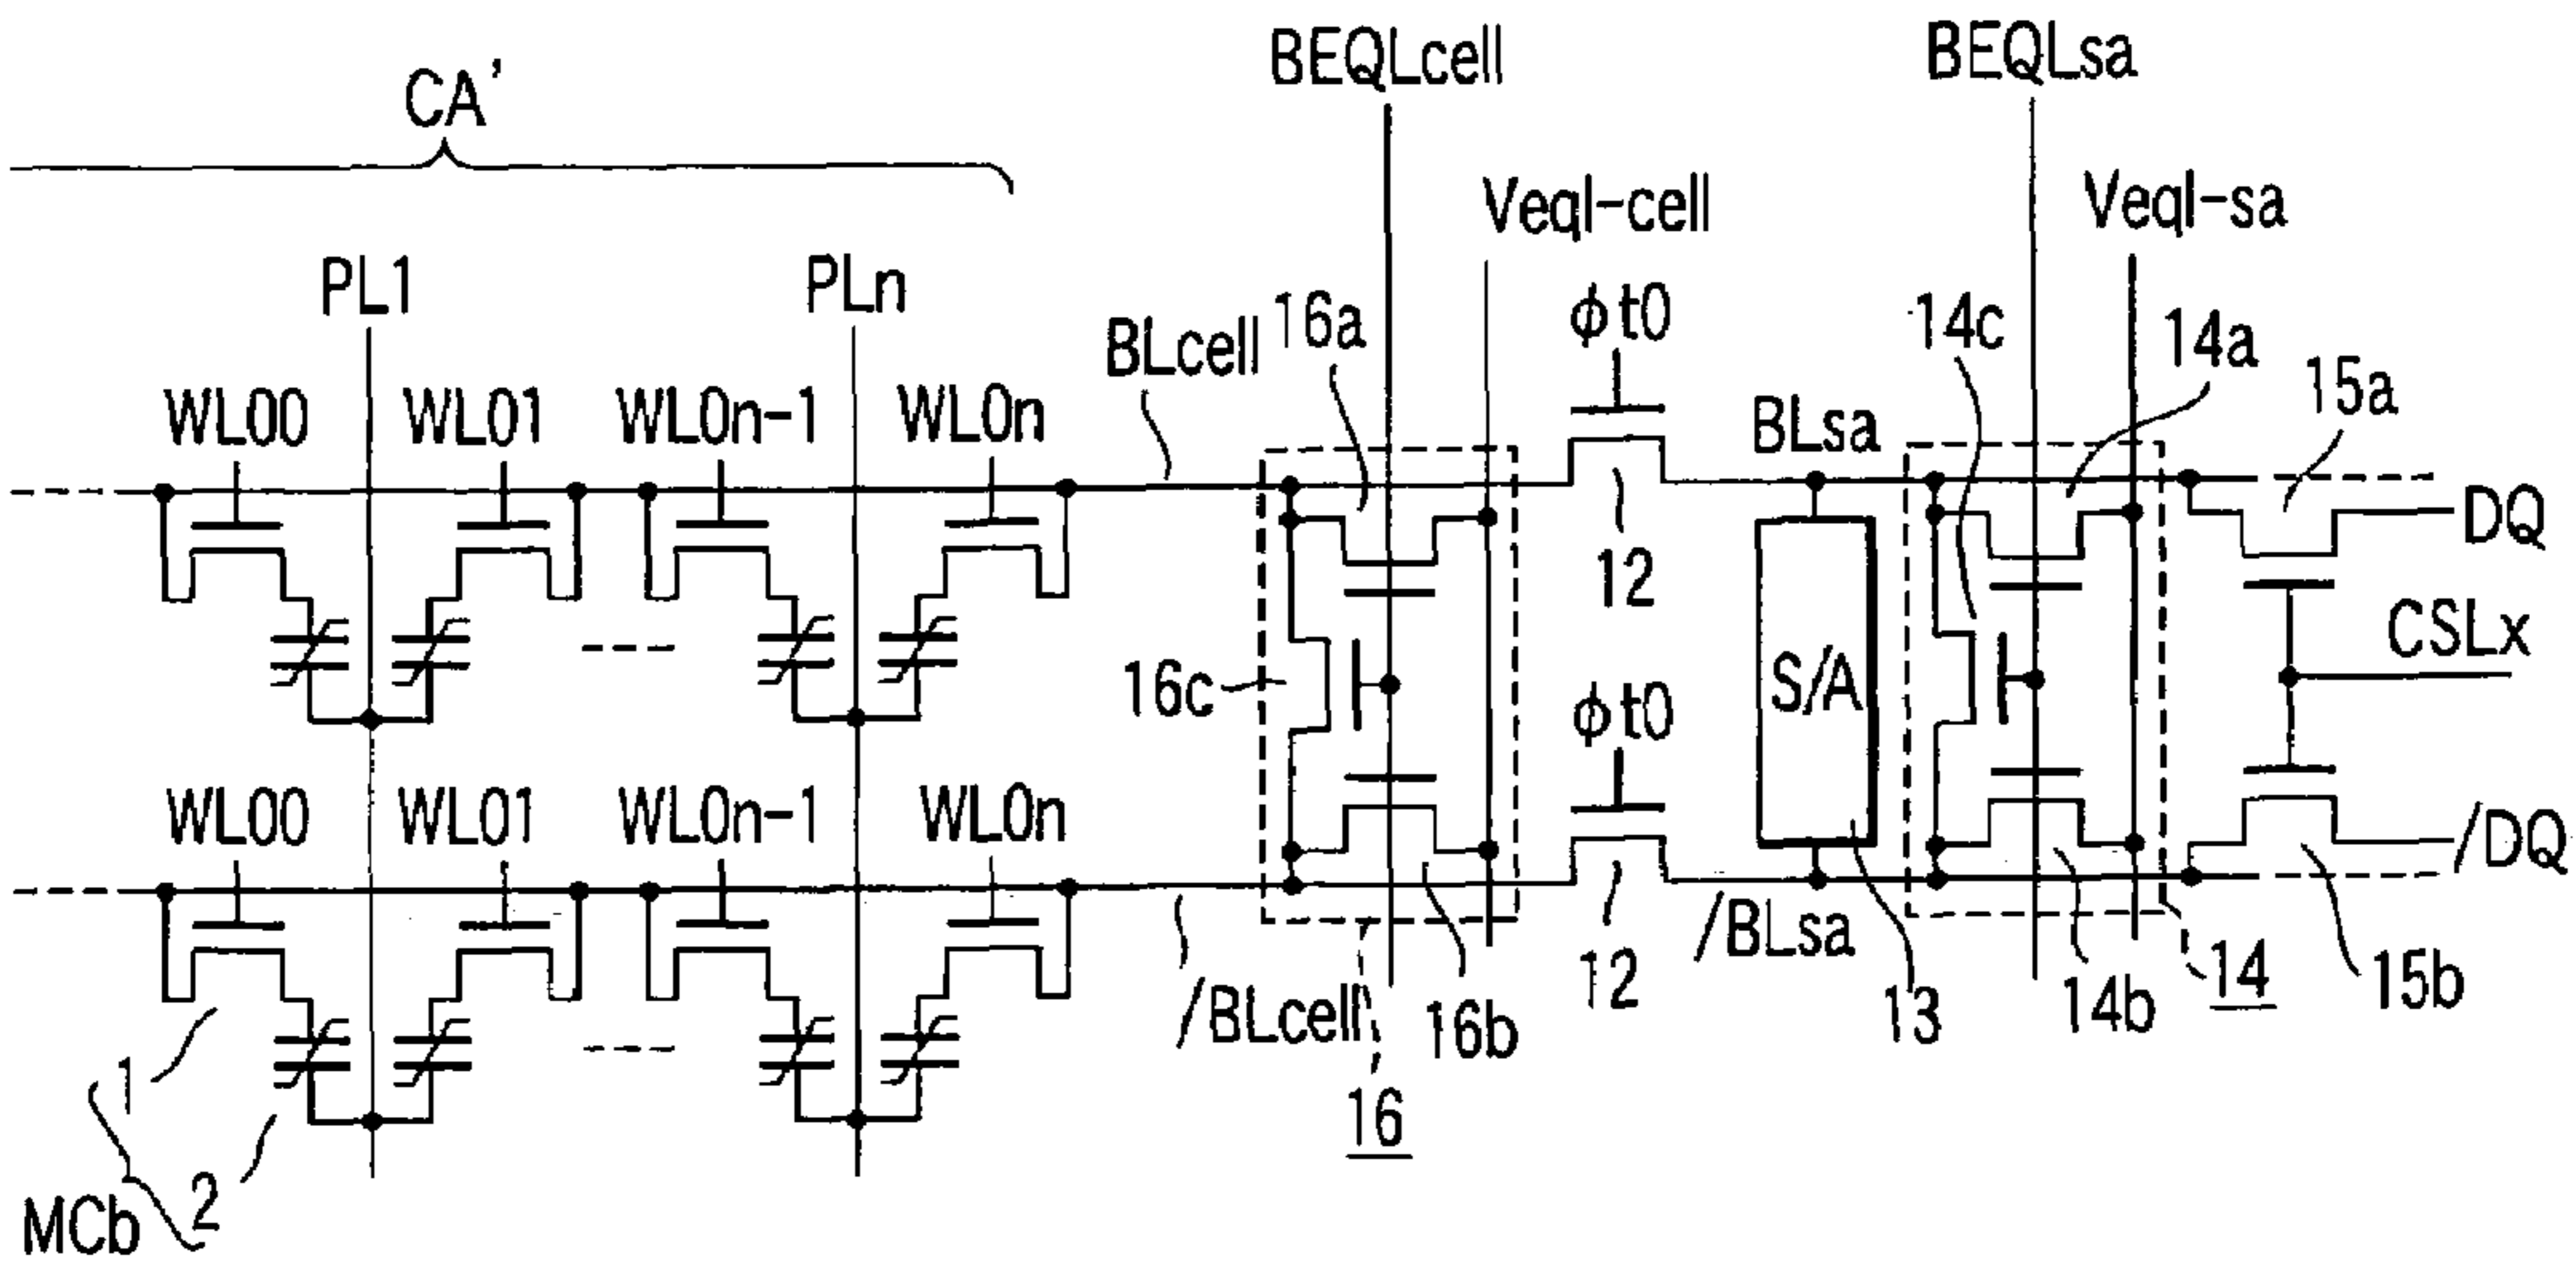 BEQLcell
BEQLsa
CA'
Veql-cell
Veql-sa
PL1
PLn
BLcell
16a
φt0
14c
14a
15a
WL00
WL01
WL0n-1
WL0n
BLsa
DQ
12
16c
S/A
CSLx
φt0
WL00
WL01
WL0n-1
WL0n
/DQ
/BLcell
16b
12
/BLsa
13
14b
14
15b
1
16
MCb
2